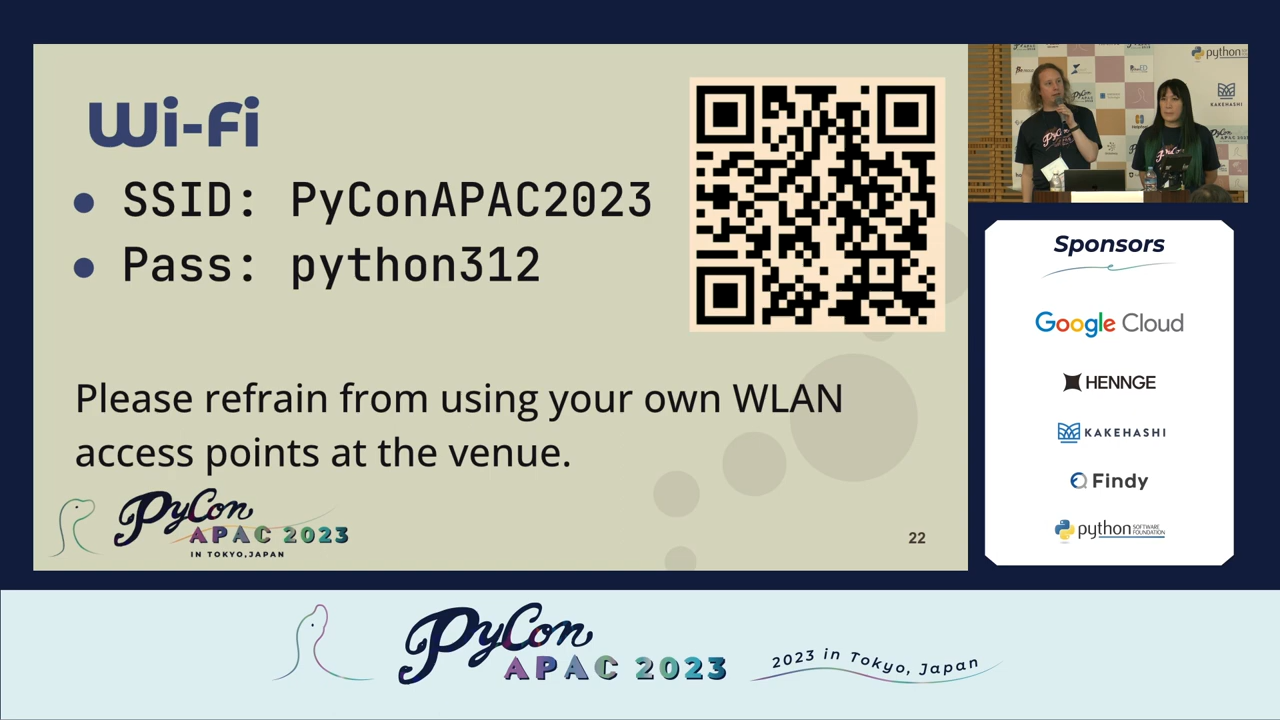 Wi-Fi
SSID: PyConAPAC2023
Pass: python312
Please refrain from using your own WLAN
access points at the venue.
PyCon
APAC 2023
IN TOKYO,JAPAN
22
python
KAKEHASHI
Sponsors
Google Cloud
HENNGE
KAKEHASHI
Findy
python SOFTWARE
FOUNDATION
PyCon
APAC 2023
2023 in Tokyo, Japan